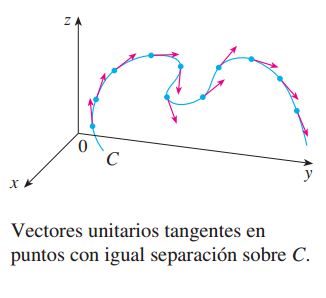 z
0
C
x
y
Vectores unitarios tangentes en
puntos con igual separación sobre C.